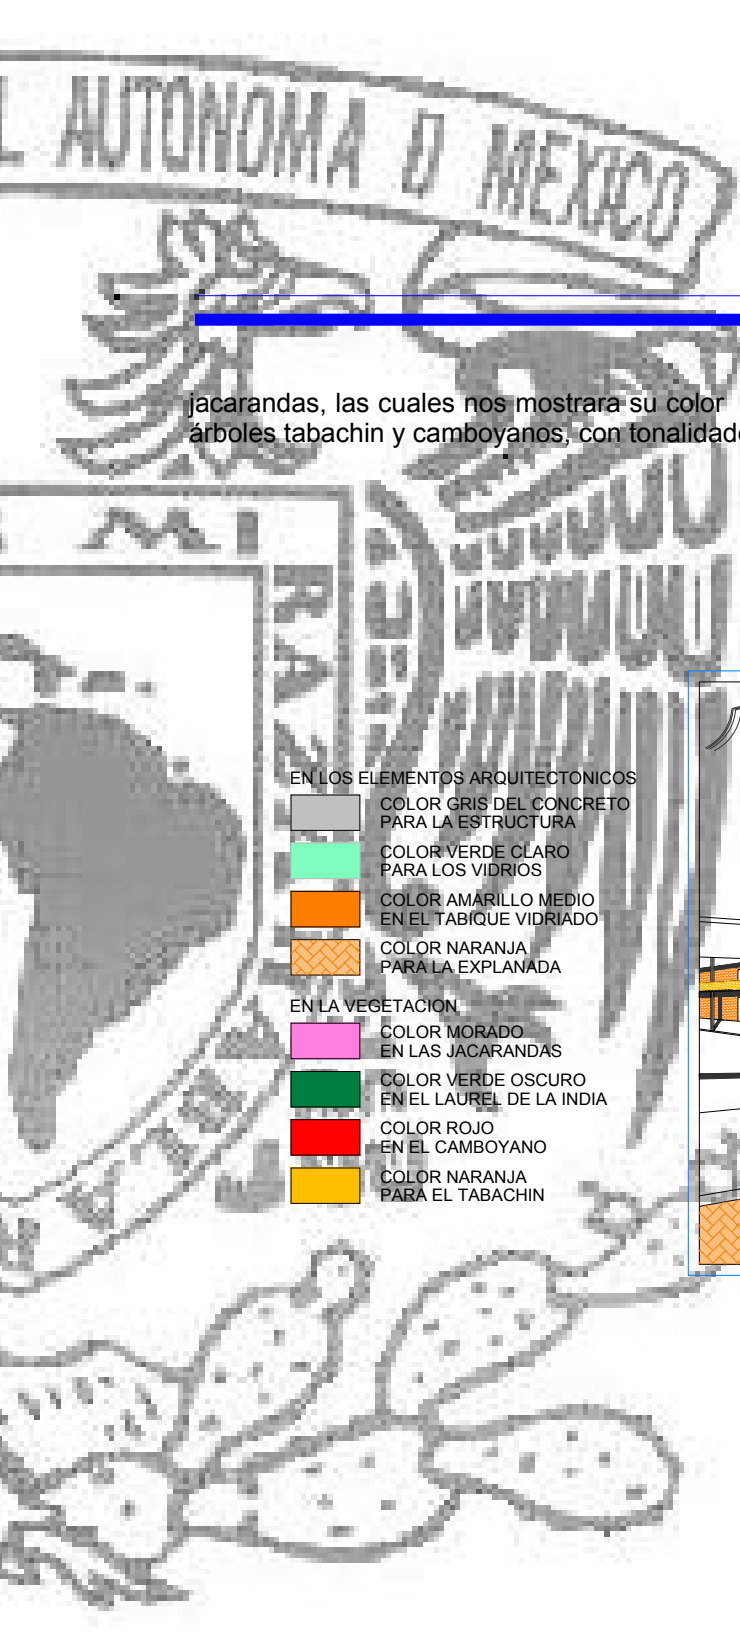 L AUTONOMA D MEXICO
jacarandas, las cuales nos mostrara su color
árboles tabachin y camboyanos, con tonalidad
MI
RAZ
EN LOS ELEMENTOS ARQUITECTONICOS
COLOR GRIS DEL CONCRETO
PARA LA ESTRUCTURA
COLOR VERDE CLARO
PARA LOS VIDRIOS
COLOR AMARILLO MEDIO
EN EL TABIQUE VIDRIADO
COLOR NARANJA
PARA LA EXPLANADA
EN LA VEGETACION
COLOR MORADO
EN LAS JACARANDAS
COLOR VERDE OSCURO
EN EL LAUREL DE LA INDIA
COLOR ROJO
EN EL CAMBOYANO
COLOR NARANJA
PARA EL TABACHIN